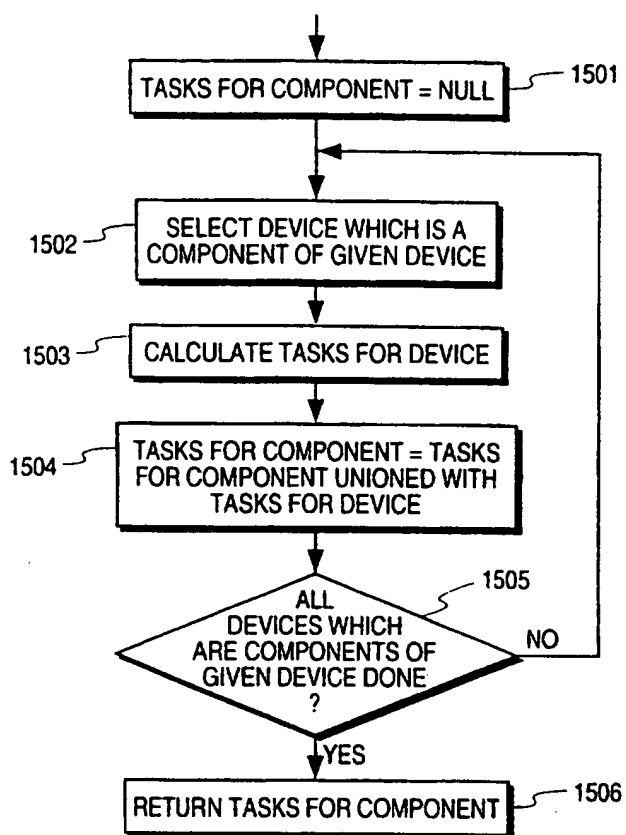 TASKS FOR COMPONENT = NULL
1501
SELECT DEVICE WHICH IS A
COMPONENT OF GIVEN DEVICE
1502
CALCULATE TASKS FOR DEVICE
1503
TASKS FOR COMPONENT = TASKS
FOR COMPONENT UNIONED WITH
TASKS FOR DEVICE
1504
ALL
DEVICES WHICH
ARE COMPONENTS OF
GIVEN DEVICE DONE
?
1505
NO
YES
RETURN TASKS FOR COMPONENT
1506